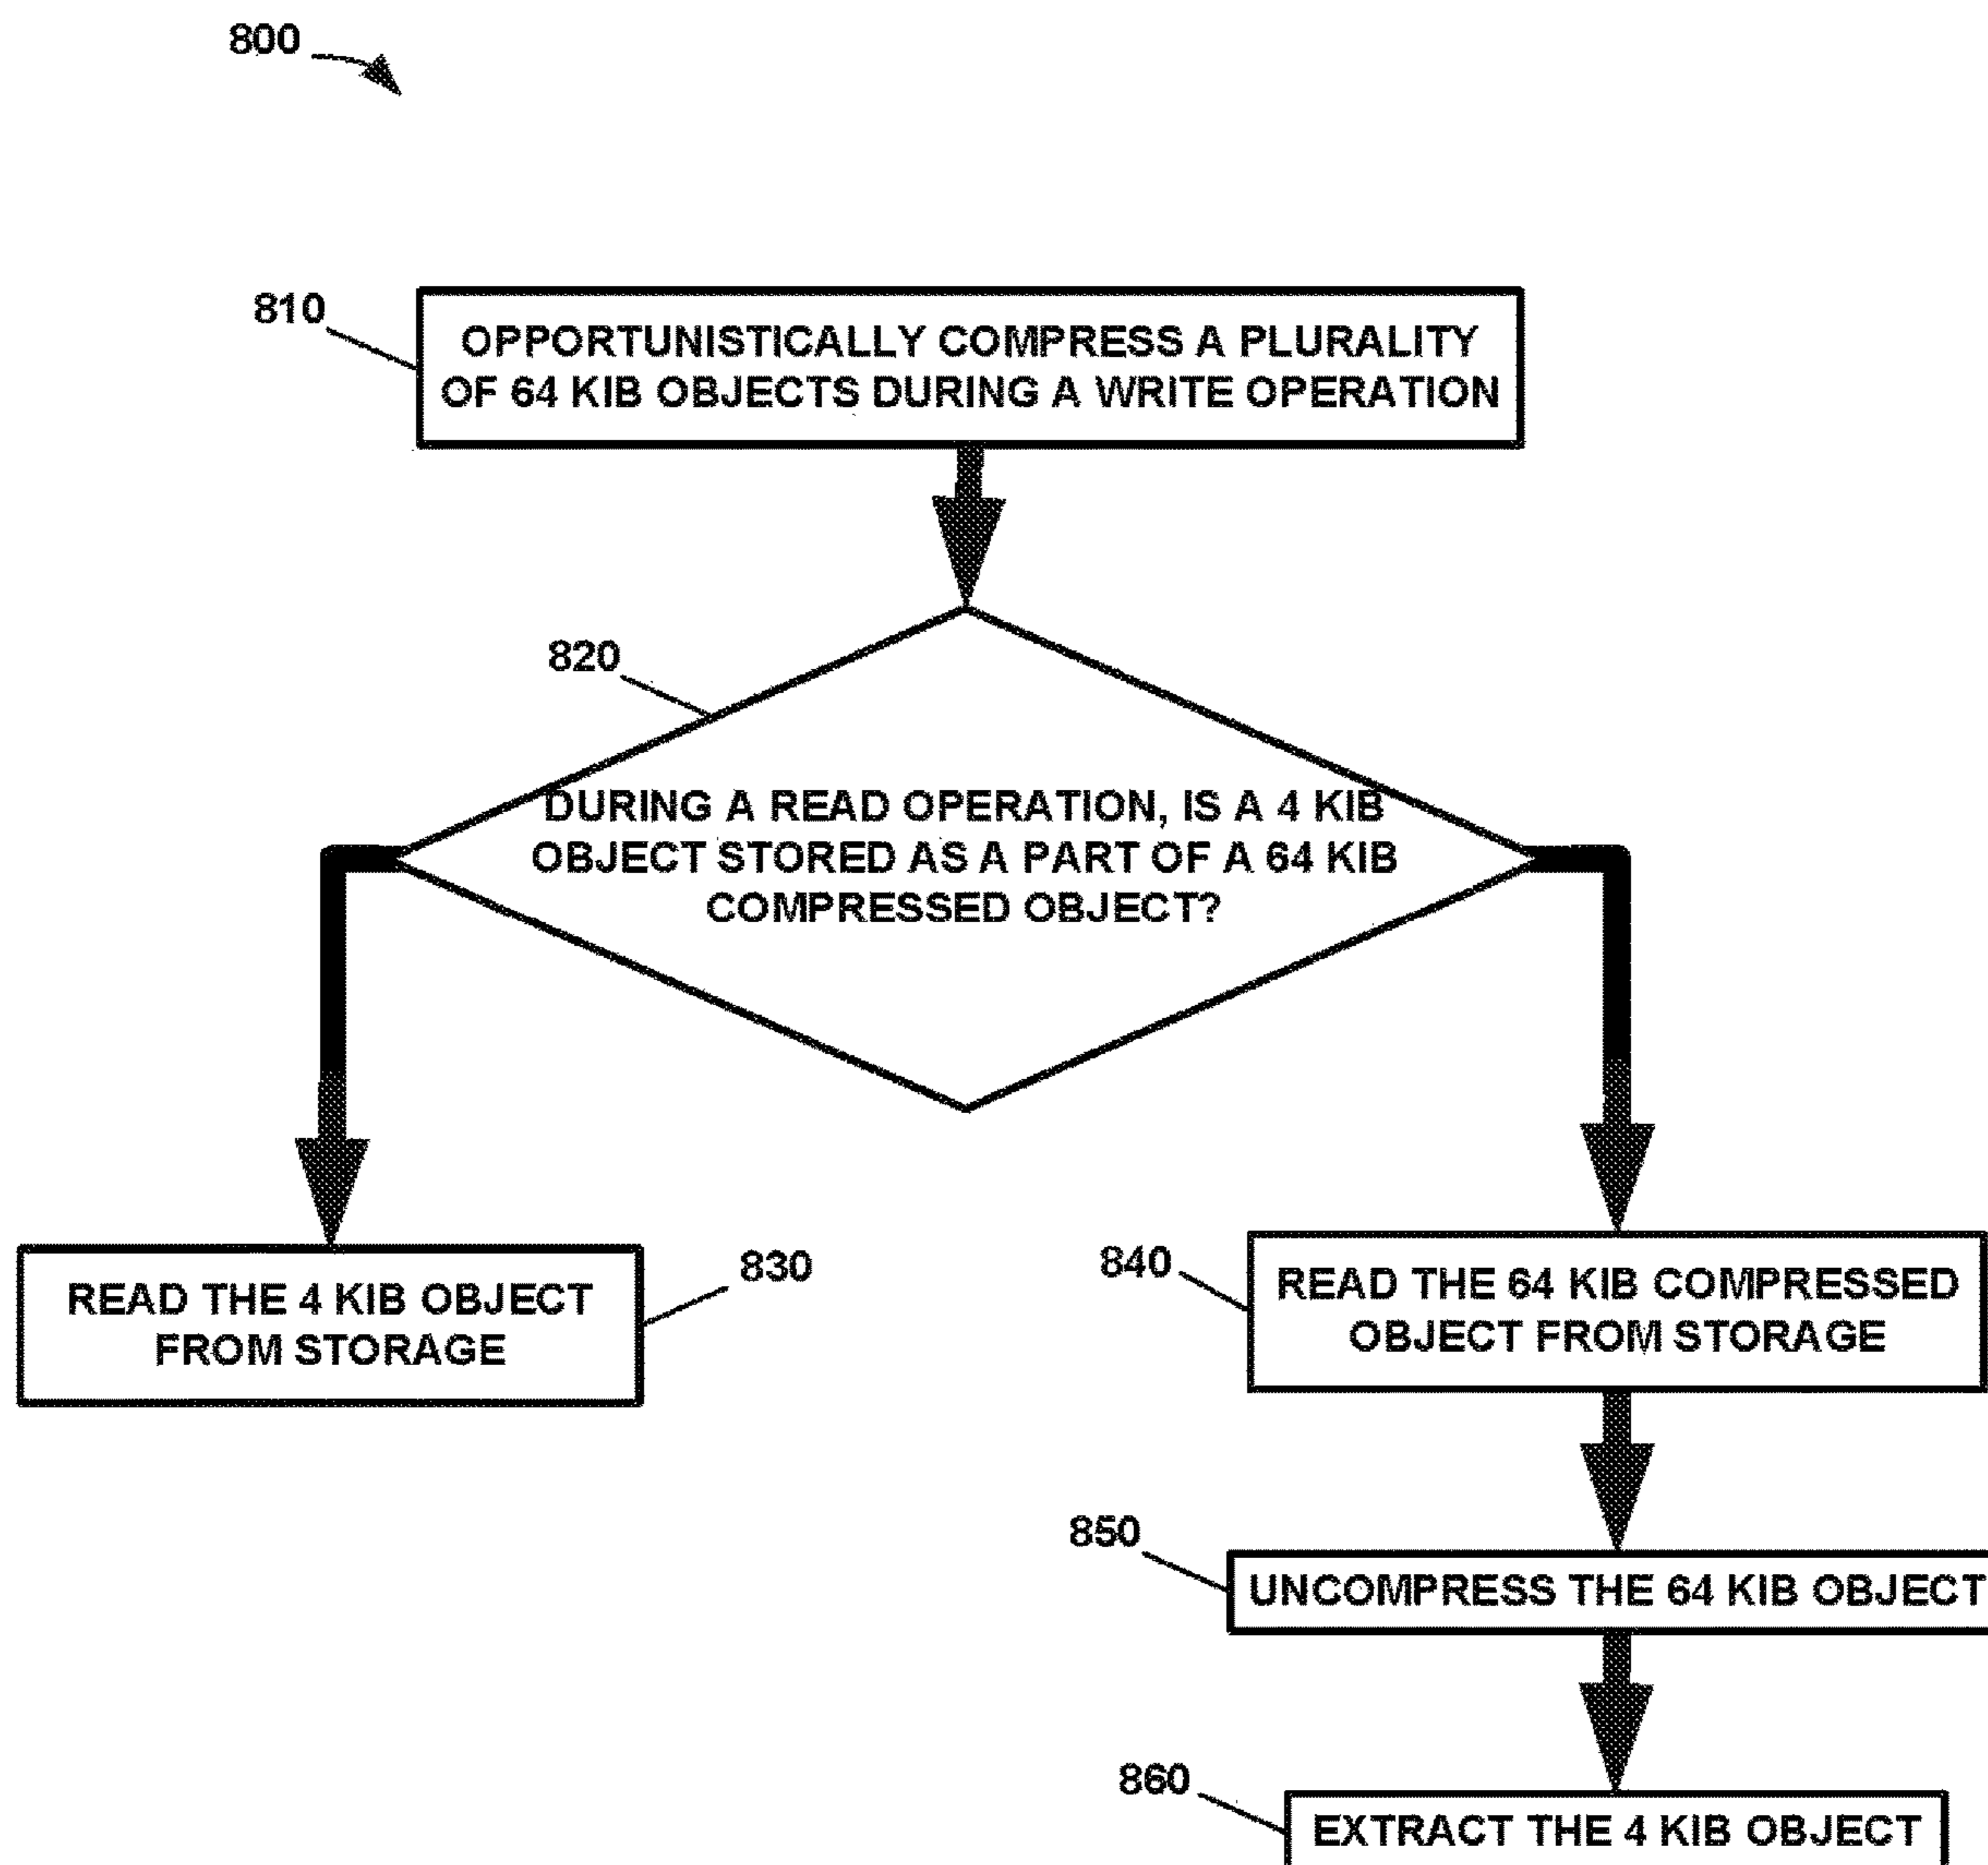 800
810
OPPORTUNISTICALLY COMPRESS A PLURALITY
OF 64 KIB OBJECTS DURING A WRITE OPERATION
820
DURING A READ OPERATION, IS A 4 KIB
OBJECT STORED AS A PART OF A 64 KIB
COMPRESSED OBJECT?
READ THE 4 KIB OBJECT
FROM STORAGE
830
840
READ THE 64 KIB COMPRESSED
OBJECT FROM STORAGE
850
UNCOMPRESS THE 64 KIB OBJECT
860
EXTRACT THE 4 KIB OBJECT